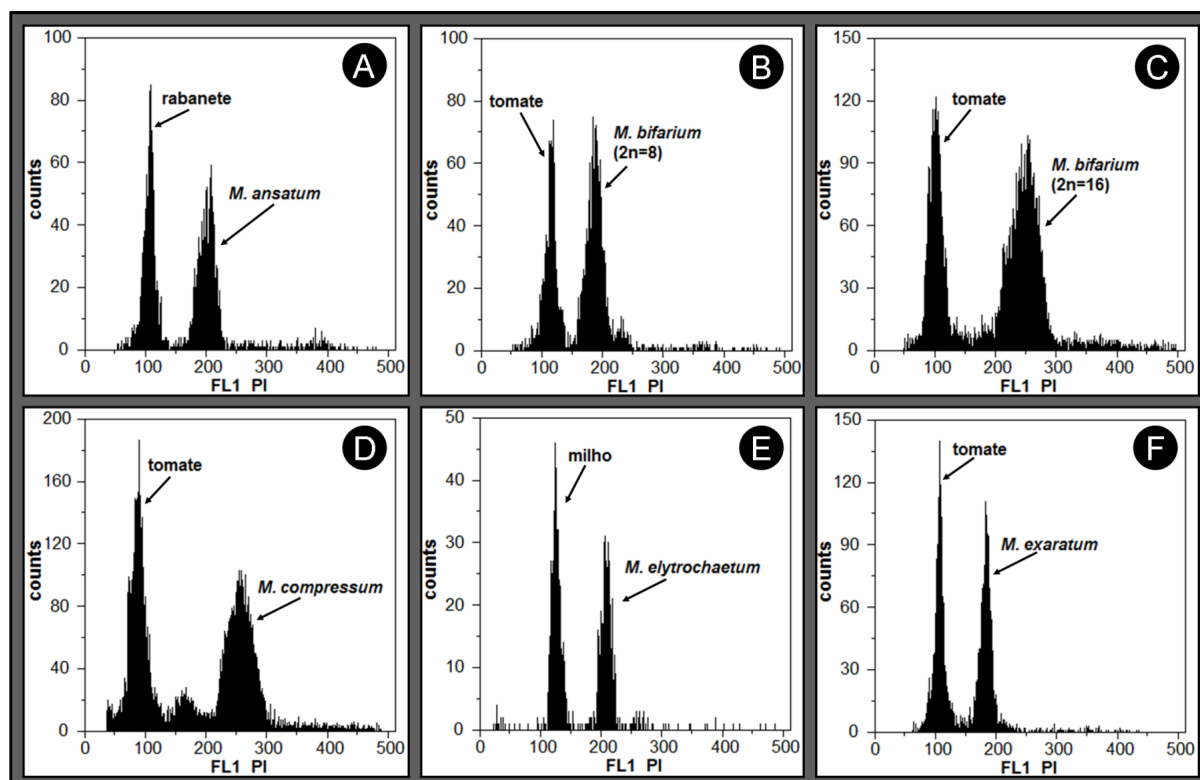 A
100
80
60
40
20
0
counts
rabanete
M. ansatum
0 100 200 300 400 500
FL1 PI
B
100
80
60
40
20
0
counts
tomate
M. bifarium
(2n=8)
0 100 200 300 400 500
FL1 PI
C
150
120
90
60
30
0
counts
tomate
M. bifarium
(2n=16)
0 100 200 300 400 500
FL1 PI
D
200
160
120
80
40
0
counts
tomate
M. compressum
0 100 200 300 400 500
FL1 PI
E
50
40
30
20
10
0
counts
milho
M. elytrochaetum
0 100 200 300 400 500
FL1 PI
F
150
120
90
60
30
0
counts
tomate
M. exaratum
0 100 200 300 400 500
FL1 PI